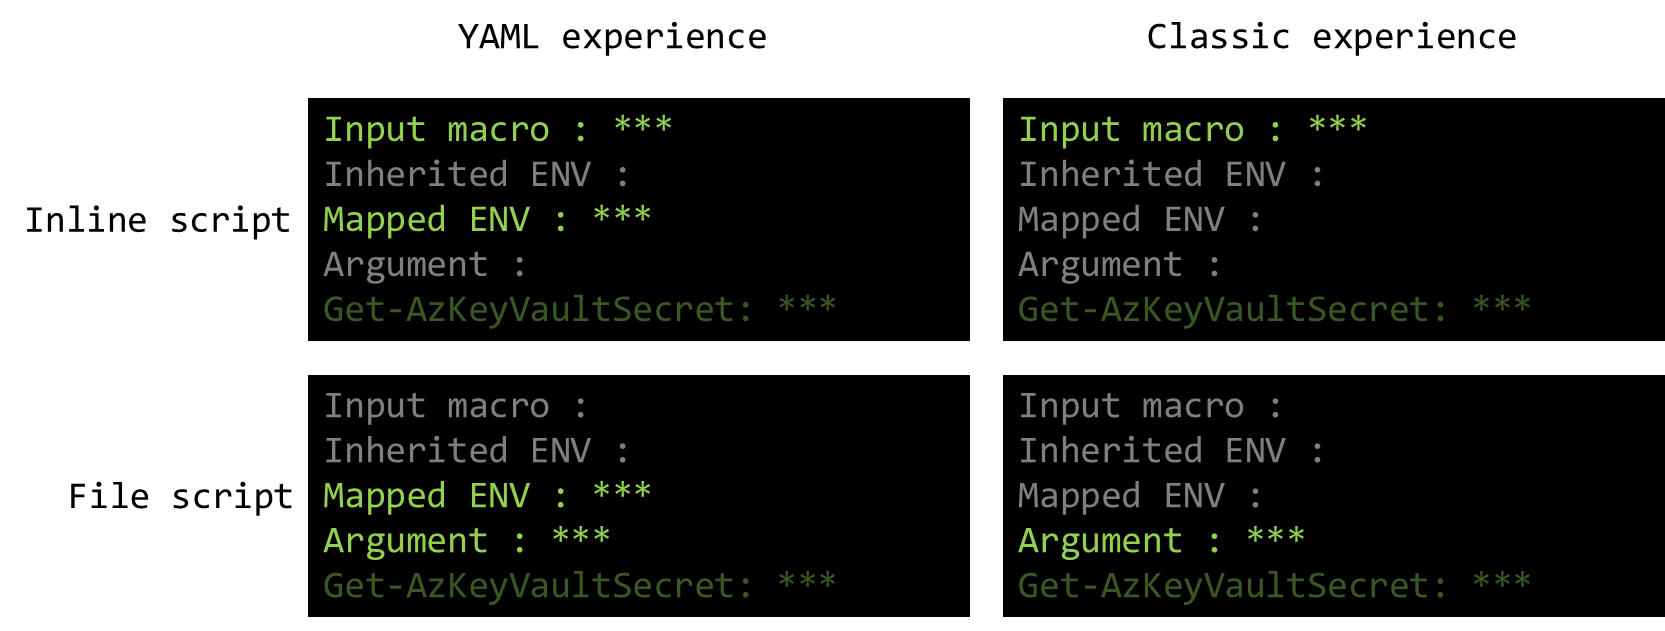 YAML experience
Classic experience
Inline script
Input macro : ***
Inherited ENV :
Mapped ENV : ***
Argument :
Get-AzKeyVaultSecret: ***
Input macro : ***
Inherited ENV :
Mapped ENV :
Argument :
Get-AzKeyVaultSecret: ***
File script
Input macro :
Inherited ENV :
Mapped ENV : ***
Argument : ***
Get-AzKeyVaultSecret: ***
Input macro :
Inherited ENV :
Mapped ENV :
Argument : ***
Get-AzKeyVaultSecret: ***